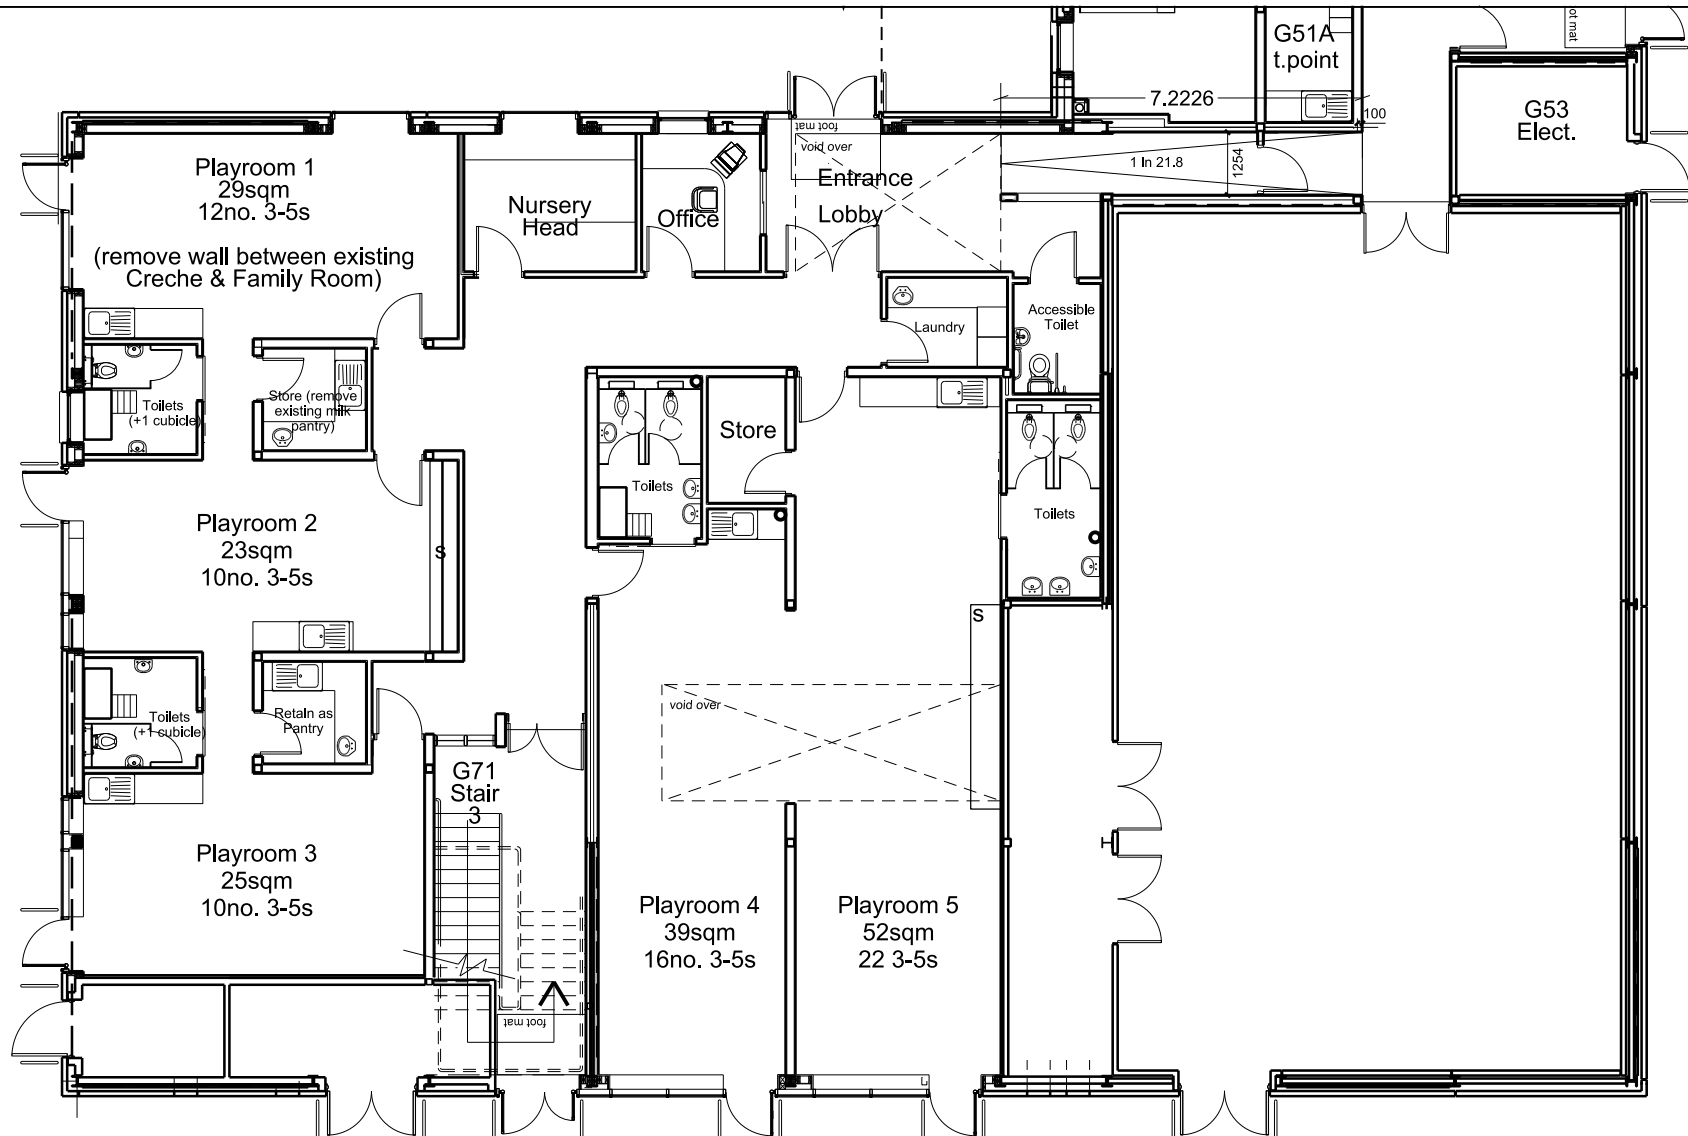 G51A
t.point
ot mat
7.2226
100
G53
Elect.
foot mat
void over
Entrance
Lobby
1 In 21.8
1254
Playroom 1
29sqm
12no. 3-5s
(remove wall between existing
Creche & Family Room)
Nursery
Head
Office
Laundry
Accessible
Toilet
Toilets
(+1 cubicle)
Store (remove
existing milk
pantry)
Store
Toilets
Toilets
Playroom 2
23sqm
10no. 3-5s
S
S
Toilets
(+1 cubicle)
Retain as
Pantry
void over
G71
Stair
3
Playroom 3
25sqm
10no. 3-5s
Playroom 4
39sqm
16no. 3-5s
Playroom 5
52sqm
22 3-5s
foot mat